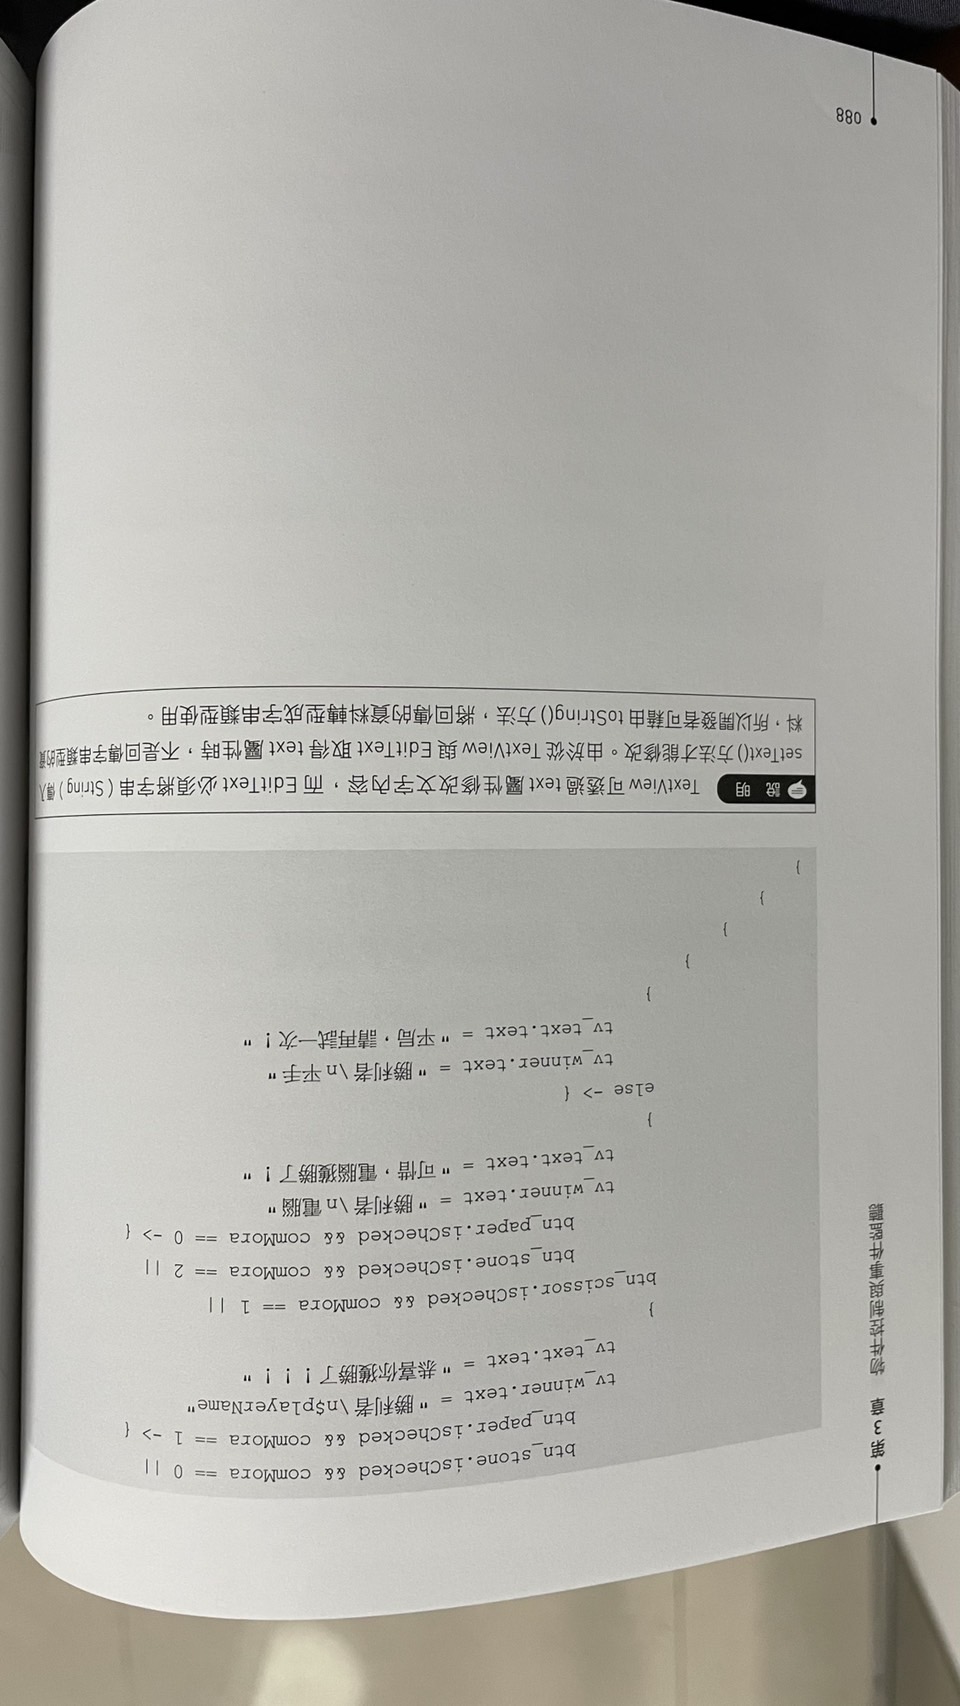 第 3 章 物件控制與事件監聽
btn_stone.isChecked && comMora == 0 ||
btn_paper.isChecked && comMora == 1 -> {
tv_winner.text = "勝利者\n$playerName"
tv_text.text = "恭喜你獲勝了!!!"
}
btn_scissor.isChecked && comMora == 1 ||
btn_stone.isChecked && comMora == 2 ||
btn_paper.isChecked && comMora == 0 -> {
tv_winner.text = "勝利者\n電腦"
tv_text.text = "可惜,電腦獲勝了!"
}
else -> {
tv_winner.text = "勝利者\n平手"
tv_text.text = "平局,請再試一次!"
}
}
}
}
}
說 明 TextView 可透過 text 屬性修改文字內容,而 EditText 必須將字串(String)傳入
setText() 方法才能修改。由於從 TextView 與 EditText 取得 text 屬性時,不是回傳字串類型的資
料,所以開發者可藉由 toString() 方法,將回傳的資料轉型成字串類型使用。
088